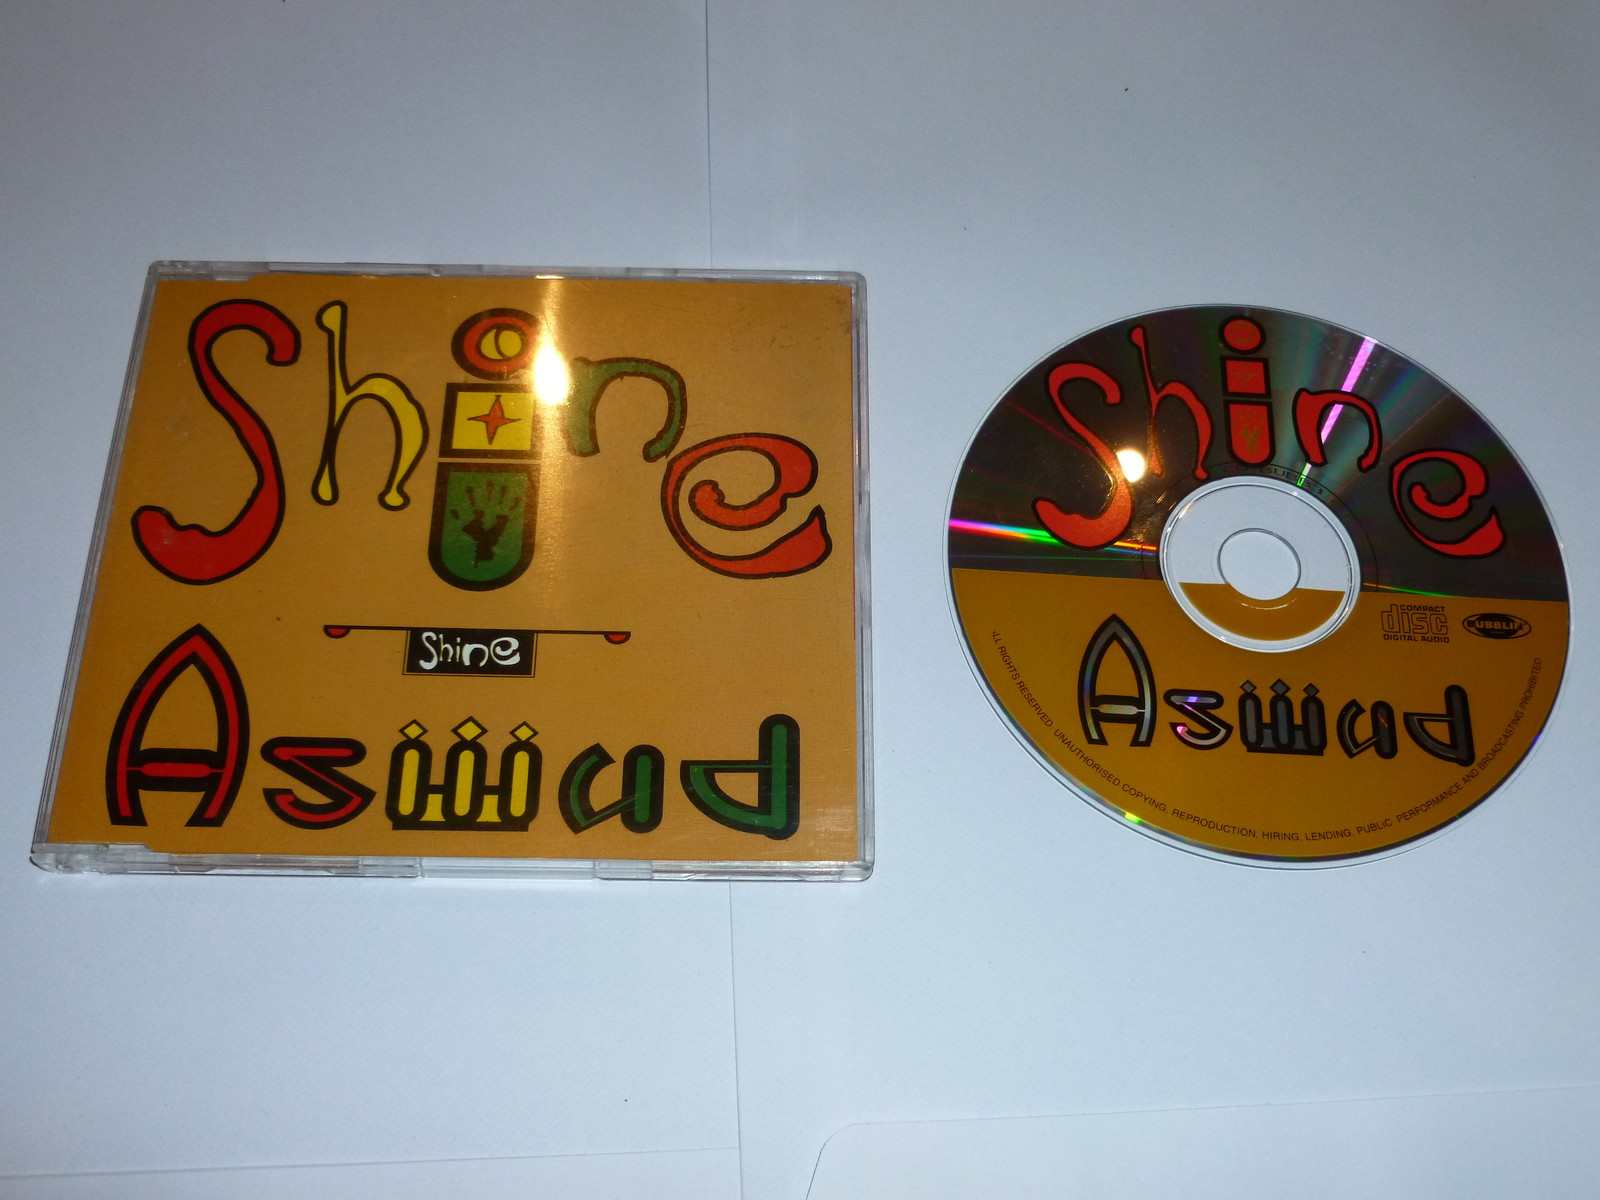 Shine
Shine
Aswad
Shine
COMPACT
disc
DIGITAL AUDIO
BUBBLIN'
Aswad
ALL RIGHTS RESERVED. UNAUTHORISED COPYING, REPRODUCTION, HIRING, LENDING, PUBLIC PERFORMANCE AND BROADCASTING PROHIBITED